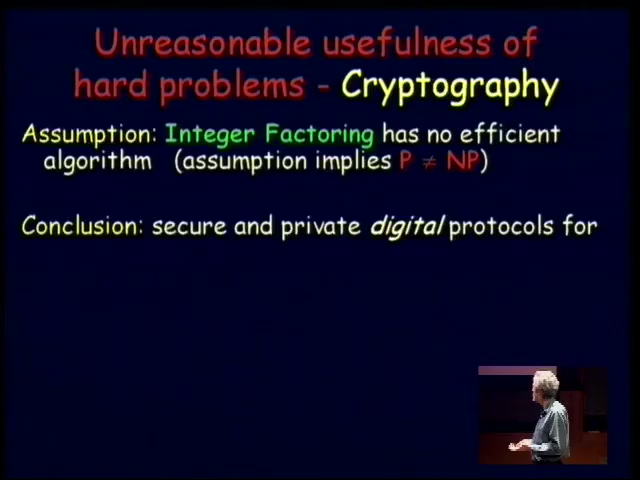 Unreasonable usefulness of
hard problems - Cryptography
Assumption: Integer Factoring has no efficient
algorithm (assumption implies P ≠ NP)
Conclusion: secure and private digital protocols for